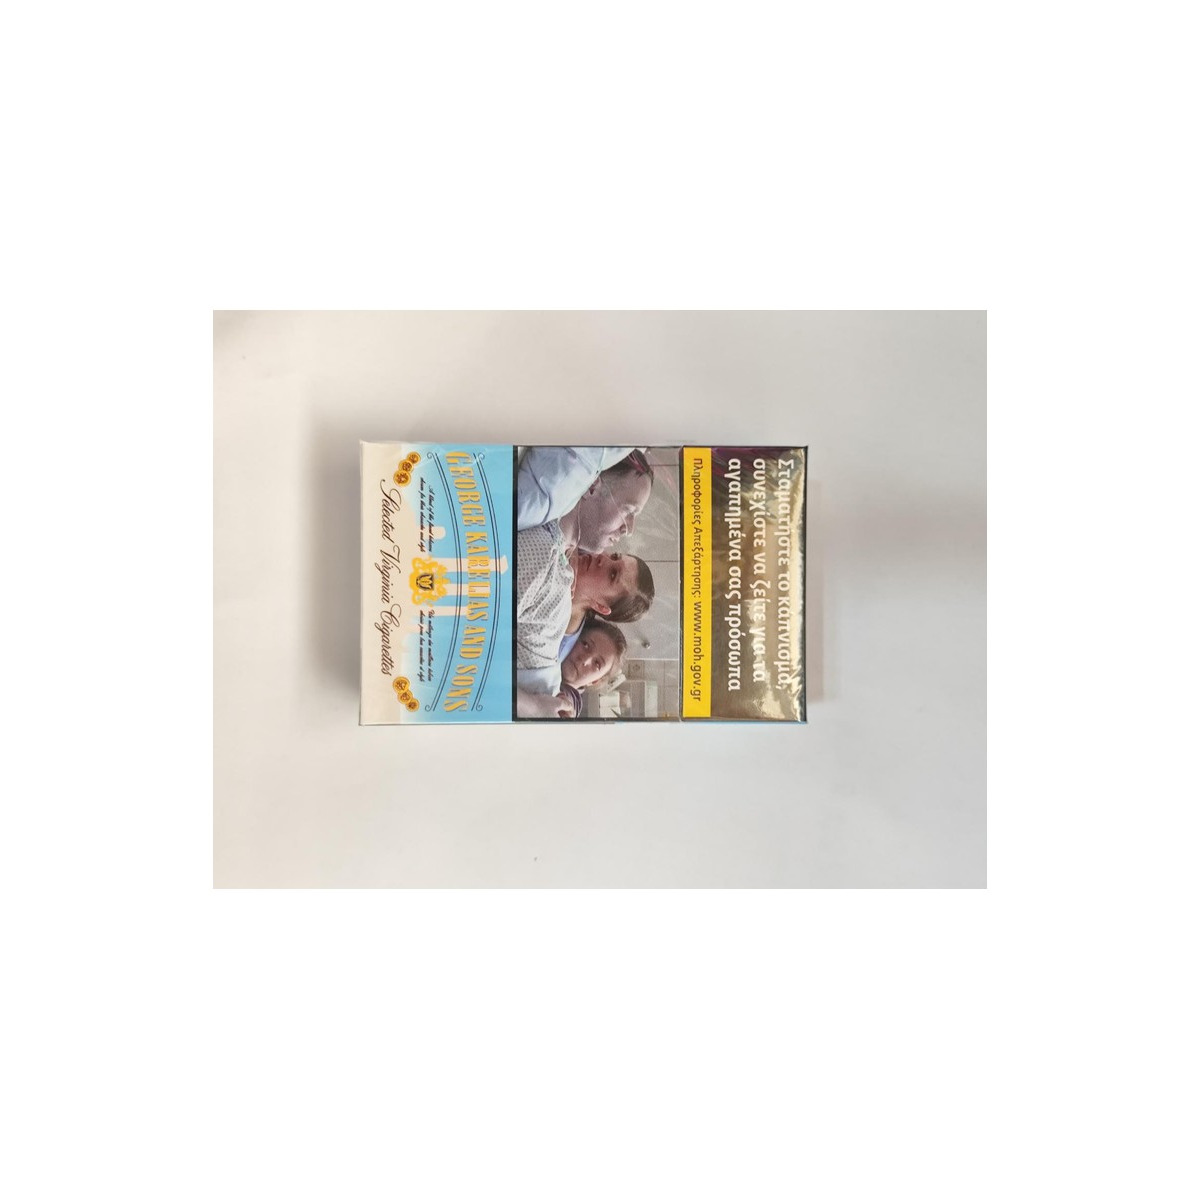 Σταματήστε το κάπνισμα,
συνεχίστε να ζείτε για τα
αγαπημένα σας πρόσωπα
Πληροφορίες Απεξάρτησης: www.moh.gov.gr
GEORGE KARELIAS AND SONS
Selected Virginia Cigarettes